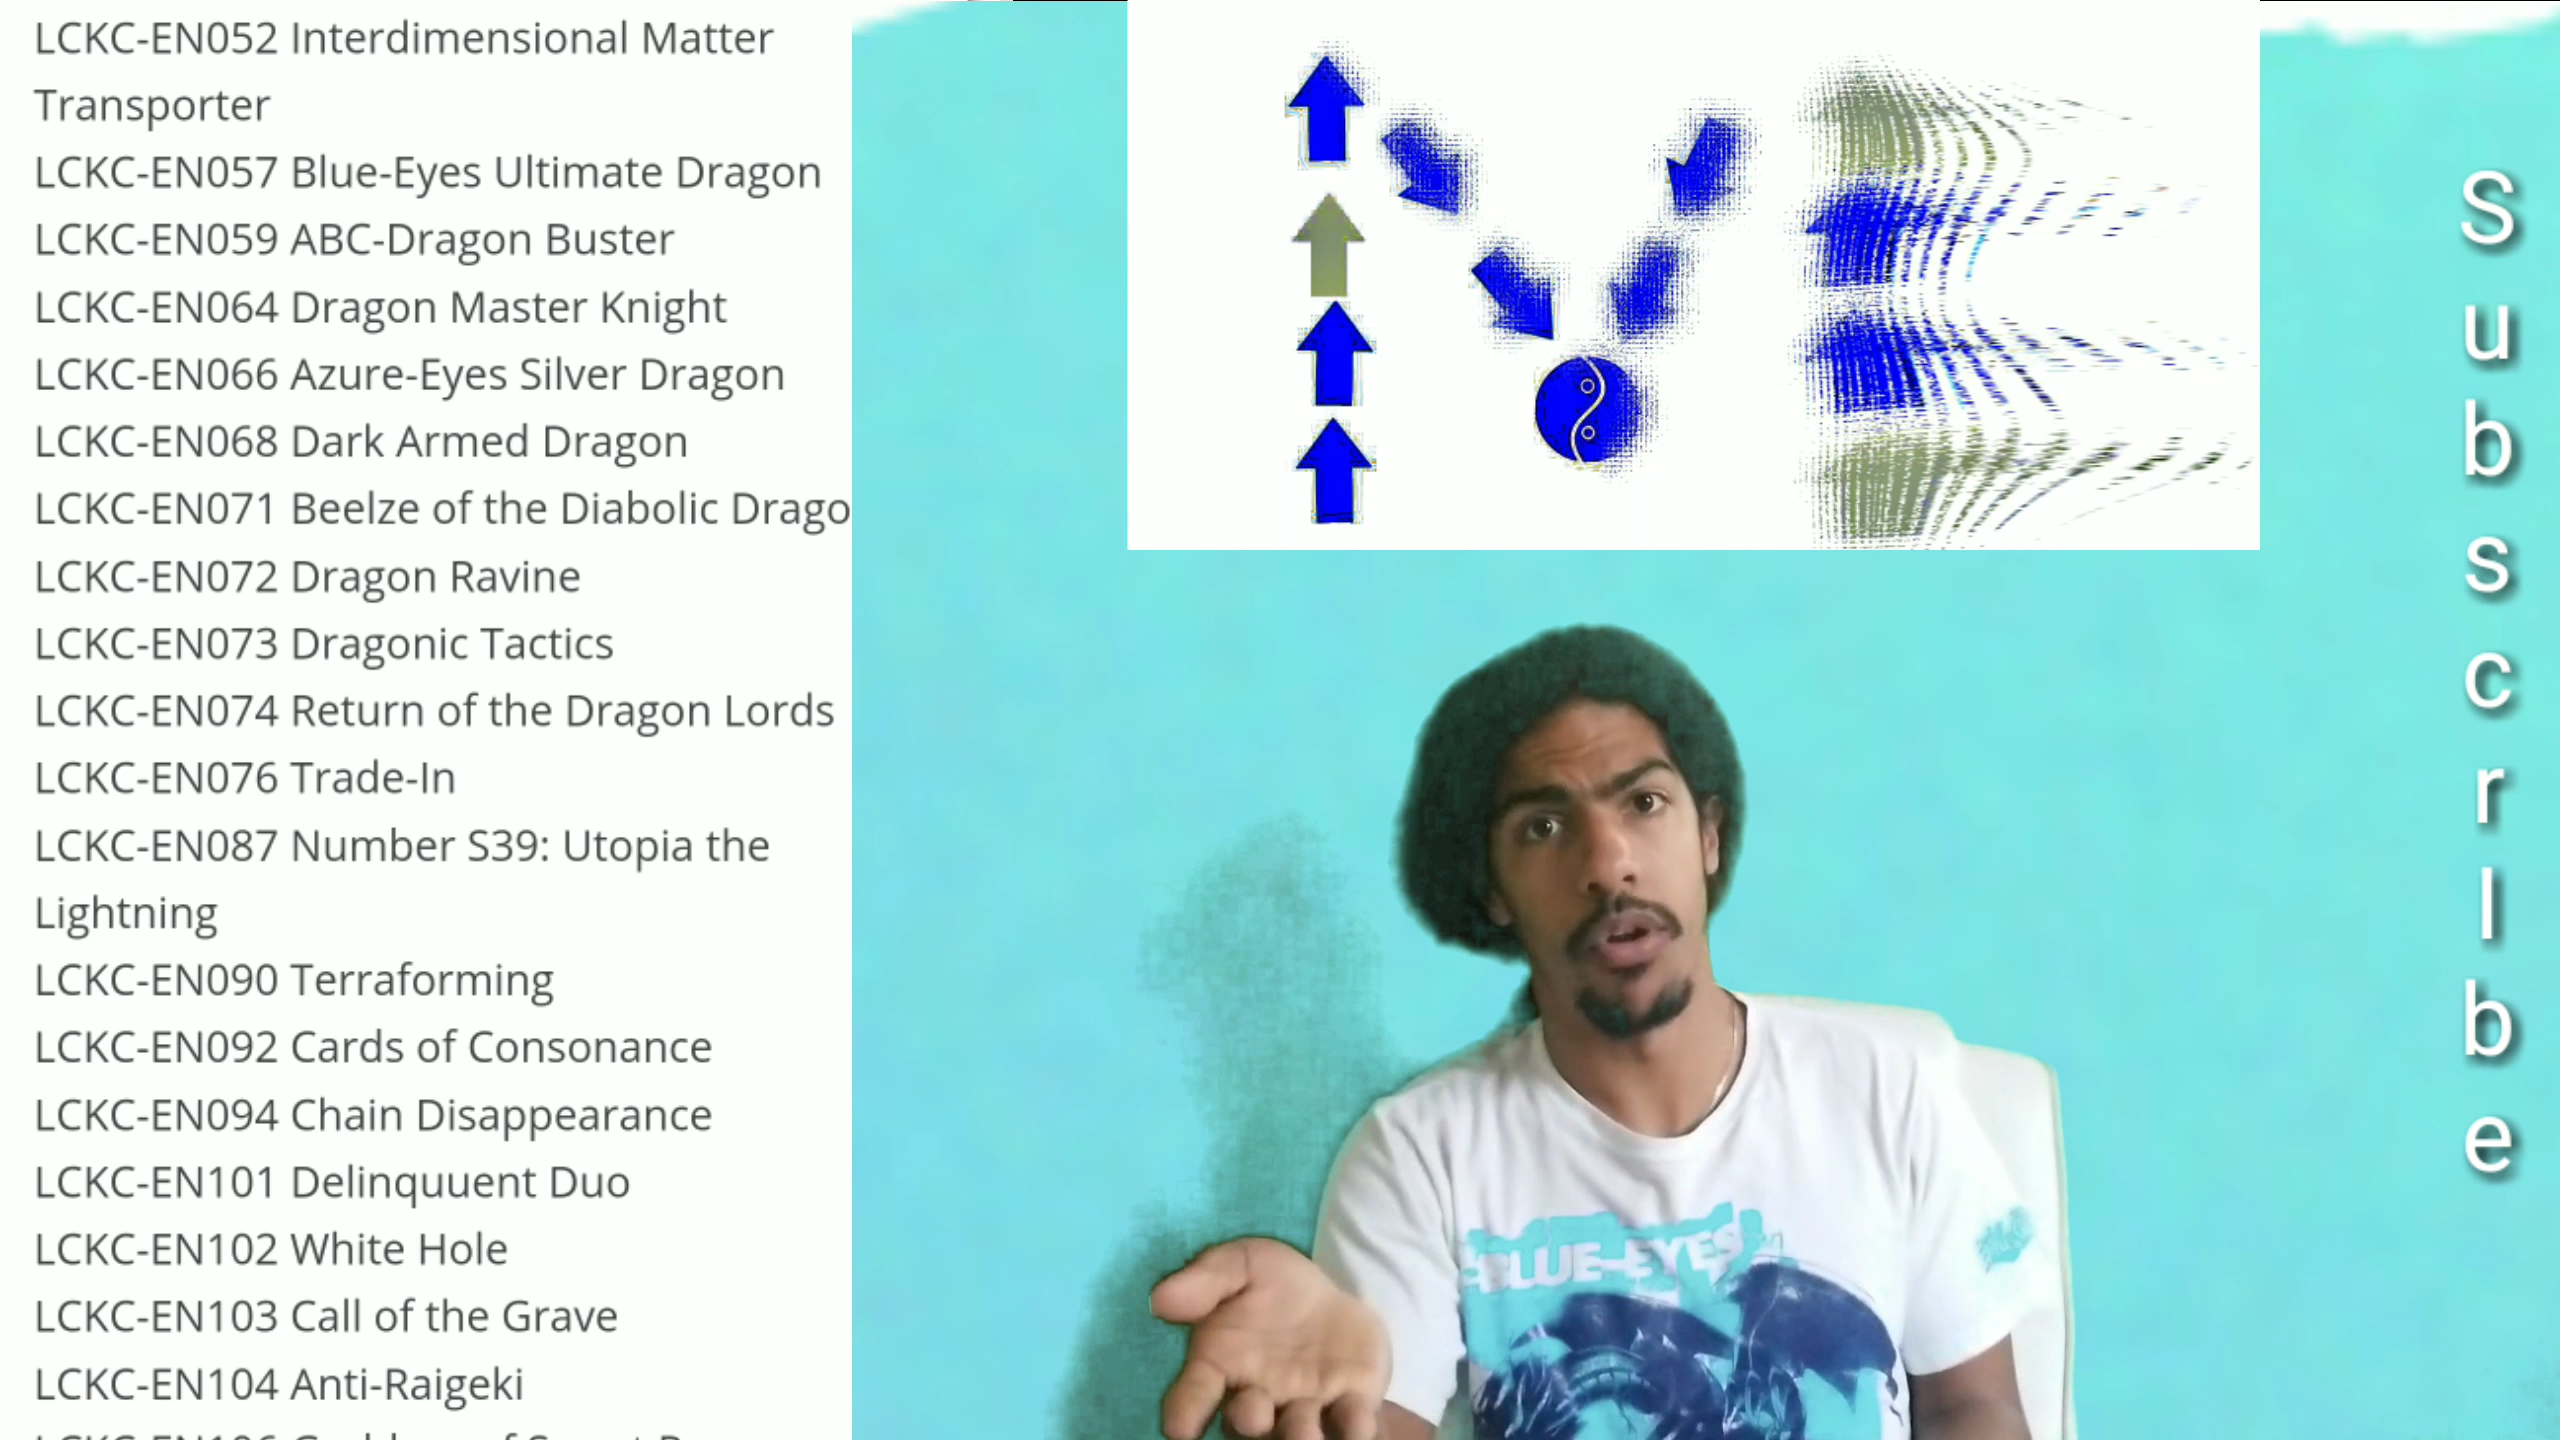 LCKC-EN052 Interdimensional Matter
Transporter
LCKC-EN057 Blue-Eyes Ultimate Dragon
LCKC-EN059 ABC-Dragon Buster
LCKC-EN064 Dragon Master Knight
LCKC-EN066 Azure-Eyes Silver Dragon
LCKC-EN068 Dark Armed Dragon
LCKC-EN071 Beelze of the Diabolic Drago
LCKC-EN072 Dragon Ravine
LCKC-EN073 Dragonic Tactics
LCKC-EN074 Return of the Dragon Lords
LCKC-EN076 Trade-In
LCKC-EN087 Number S39: Utopia the
Lightning
LCKC-EN090 Terraforming
LCKC-EN092 Cards of Consonance
LCKC-EN094 Chain Disappearance
LCKC-EN101 Delinquuent Duo
LCKC-EN102 White Hole
LCKC-EN103 Call of the Grave
LCKC-EN104 Anti-Raigeki
BLUE-EYES
SubscrIbe